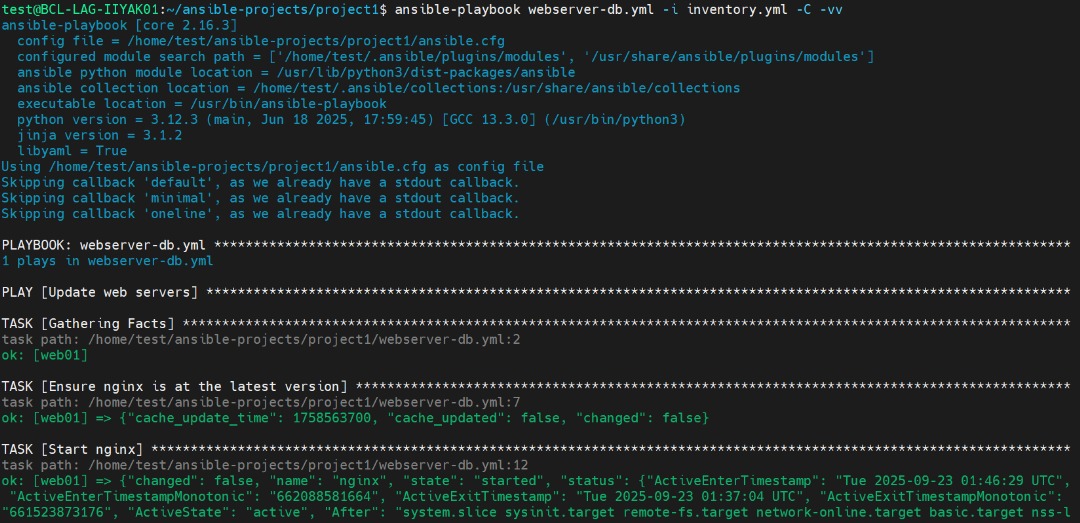 test@BCL-LAG-IIYAK01:~/ansible-projects/project1$ ansible-playbook webserver-db.yml -i inventory.yml -C -vv
ansible-playbook [core 2.16.3]
  config file = /home/test/ansible-projects/project1/ansible.cfg
  configured module search path = ['/home/test/.ansible/plugins/modules', '/usr/share/ansible/plugins/modules']
  ansible python module location = /usr/lib/python3/dist-packages/ansible
  ansible collection location = /home/test/.ansible/collections:/usr/share/ansible/collections
  executable location = /usr/bin/ansible-playbook
  python version = 3.12.3 (main, Jun 18 2025, 17:59:45) [GCC 13.3.0] (/usr/bin/python3)
  jinja version = 3.1.2
  libyaml = True
Using /home/test/ansible-projects/project1/ansible.cfg as config file
Skipping callback 'default', as we already have a stdout callback.
Skipping callback 'minimal', as we already have a stdout callback.
Skipping callback 'oneline', as we already have a stdout callback.
PLAYBOOK: webserver-db.yml *************************************************************************************************************
1 plays in webserver-db.yml
PLAY [Update web servers] **************************************************************************************************************
TASK [Gathering Facts] *****************************************************************************************************************
task path: /home/test/ansible-projects/project1/webserver-db.yml:2
ok: [web01]
TASK [Ensure nginx is at the latest version] *******************************************************************************************
task path: /home/test/ansible-projects/project1/webserver-db.yml:7
ok: [web01] => {"cache_update_time": 1758563700, "cache_updated": false, "changed": false}
TASK [Start nginx] *********************************************************************************************************************
task path: /home/test/ansible-projects/project1/webserver-db.yml:12
ok: [web01] => {"changed": false, "name": "nginx", "state": "started", "status": {"ActiveEnterTimestamp": "Tue 2025-09-23 01:46:29 UTC",
 "ActiveEnterTimestampMonotonic": "662088581664", "ActiveExitTimestamp": "Tue 2025-09-23 01:37:04 UTC", "ActiveExitTimestampMonotonic":
"661523873176", "ActiveState": "active", "After": "system.slice sysinit.target remote-fs.target network-online.target basic.target nss-l